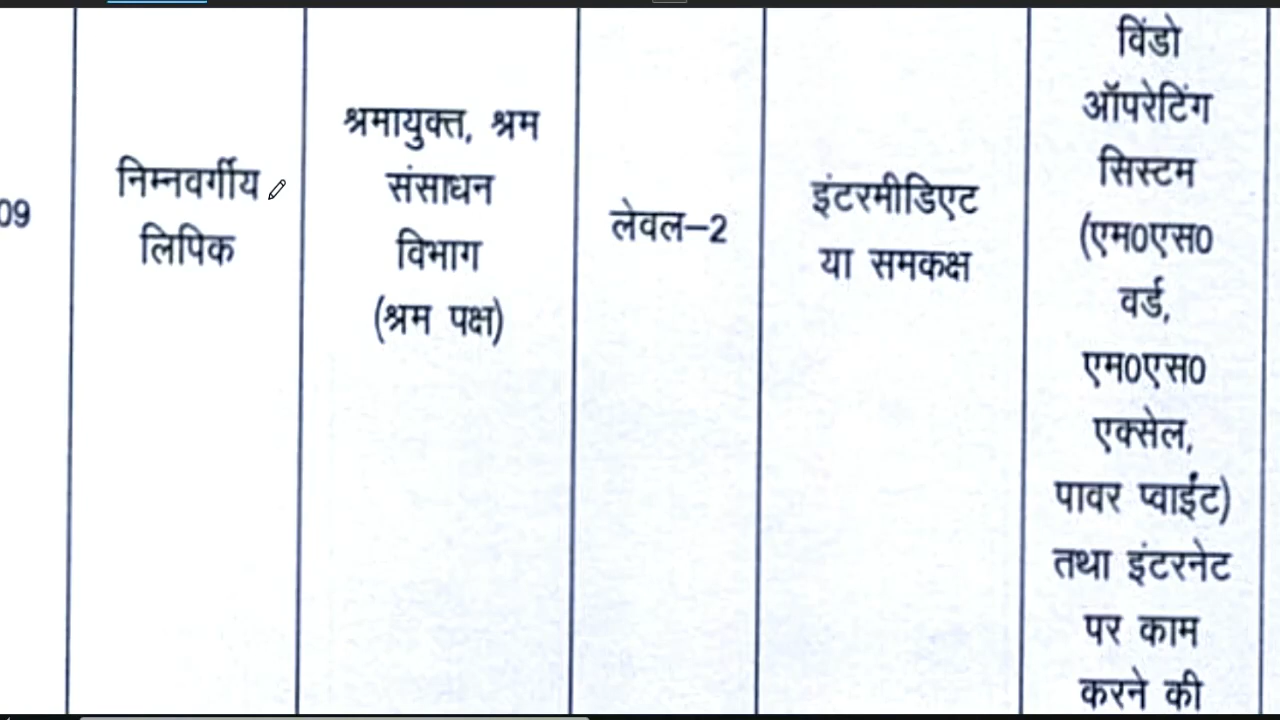 09
निम्नवर्गीय
लिपिक
श्रमायुक्त, श्रम
संसाधन
विभाग
(श्रम पक्ष)
लेवल–2
इंटरमीडिएट
या समकक्ष
विंडो
ऑपरेटिंग
सिस्टम
(एम0एस0
वर्ड,
एम0एस0
एक्सेल,
पावर प्वाईंट)
तथा इंटरनेट
पर काम
करने की